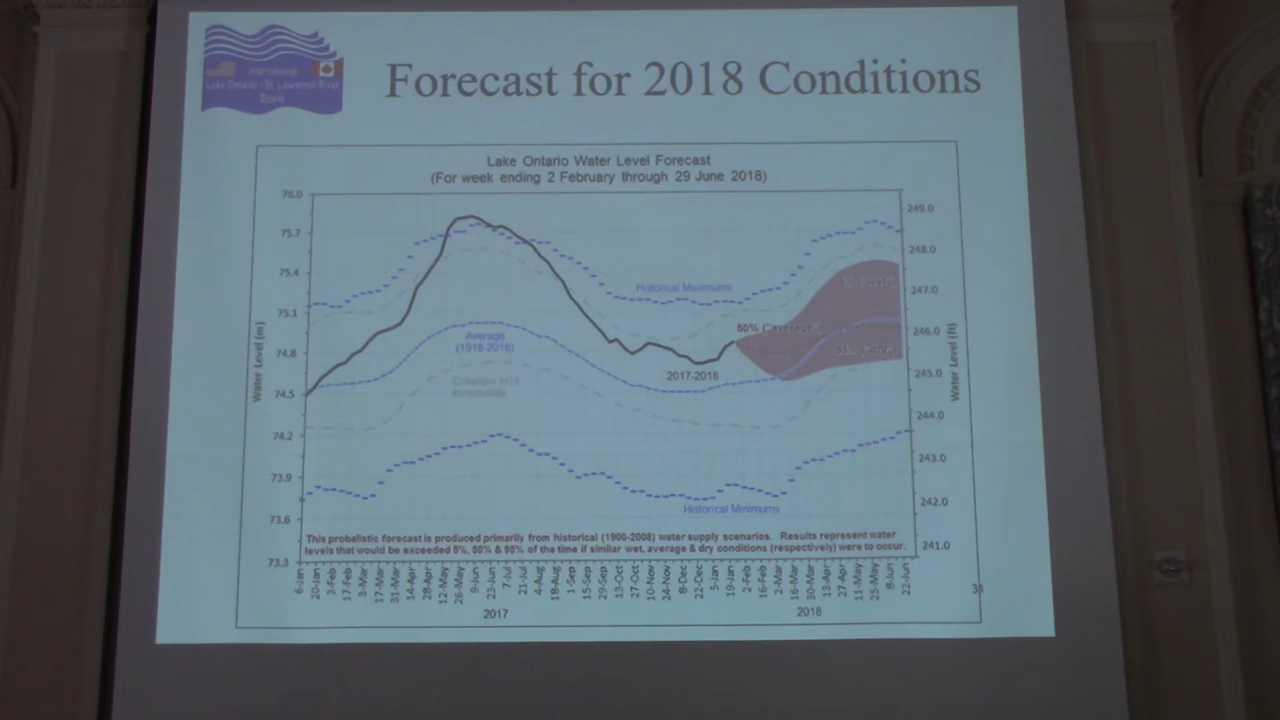 International
Lake Ontario - St. Lawrence River
Board
Forecast for 2018 Conditions
Lake Ontario Water Level Forecast
(For week ending 2 February through 29 June 2018)
Water Level (m)
76.0
75.7
75.4
75.1
74.8
74.5
74.2
73.9
73.6
73.3
Historical Minimums
Average
(1918-2016)
Criterion H14
2017-2018
Historical Minimums
249.0
248.0
247.0
246.0
245.0
244.0
243.0
242.0
241.0
Water Level (ft)
This probalistic forecast is produced primarily from historical (1900-2008) water supply scenarios. Results represent water
levels that would be exceeded 5%, 50% & 95% of the time if similar wet, average & dry conditions (respectively) were to occur.
6-Jan
20-Jan
3-Feb
17-Feb
3-Mar
17-Mar
31-Mar
14-Apr
28-Apr
12-May
26-May
9-Jun
23-Jun
7-Jul
21-Jul
4-Aug
18-Aug
1-Sep
15-Sep
29-Sep
13-Oct
27-Oct
10-Nov
24-Nov
8-Dec
22-Dec
5-Jan
19-Jan
2-Feb
16-Feb
2-Mar
16-Mar
30-Mar
13-Apr
27-Apr
11-May
25-May
8-Jun
22-Jun
2017
2018